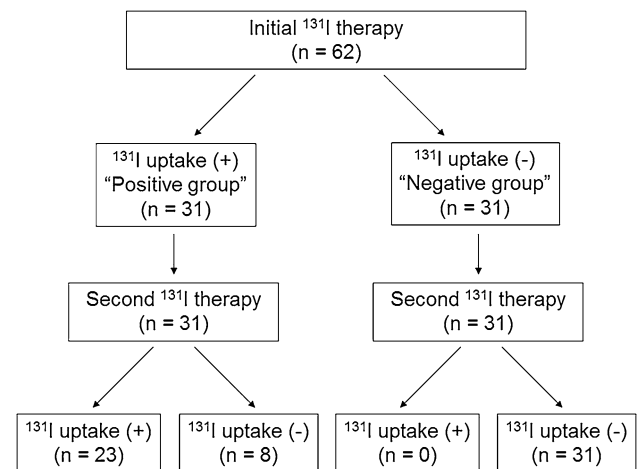 Initial ¹³¹I therapy
(n = 62)
¹³¹I uptake (+)
“Positive group”
(n = 31)
¹³¹I uptake (-)
“Negative group”
(n = 31)
Second ¹³¹I therapy
(n = 31)
Second ¹³¹I therapy
(n = 31)
¹³¹I uptake (+)
(n = 23)
¹³¹I uptake (-)
(n = 8)
¹³¹I uptake (+)
(n = 0)
¹³¹I uptake (-)
(n = 31)